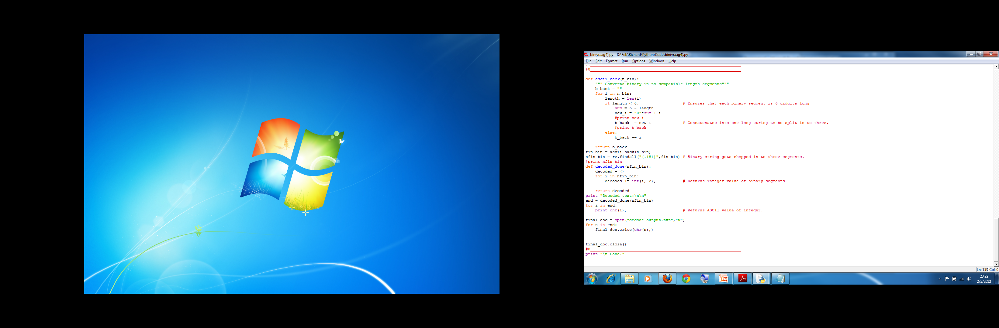 bin(vraag4).py - D:\Feb\Richard\Python\Code\bin(vraag4).py
File Edit Format Run Options Windows Help
#8
def ascii_back(n_bin):
""" Converts binary in to compatible-length segments"""
b_back = ""
for i in n_bin:
length = len(i)
if length < 6: # Ensures that each binary segment is 6 didgits long
sum = 6 - length
new_i = "0"*sum + i
#print new_i
b_back += new_i # Concatenates into one long string to be split in to three.
#print b_back
else:
b_back += i
return b_back
fin_bin = ascii_back(n_bin)
nfin_bin = re.findall("(.{8})",fin_bin) # Binary string gets chopped in to three segments.
#print nfin_bin
def decoded_done(nfin_bin):
decoded = ()
for i in nfin_bin:
decoded += int(i, 2), # Returns integer value of binary segments
return decoded
print "Decoded text:\n\n"
end = decoded_done(nfin_bin)
for i in end:
print chr(i), # Returns ASCII value of integer.
final_doc = open("decode_output.txt","w")
for n in end:
final_doc.write(chr(n),)
final_doc.close()
#8
print "\n Done."
Ln: 153 Col: 0
23:22
2/5/2012